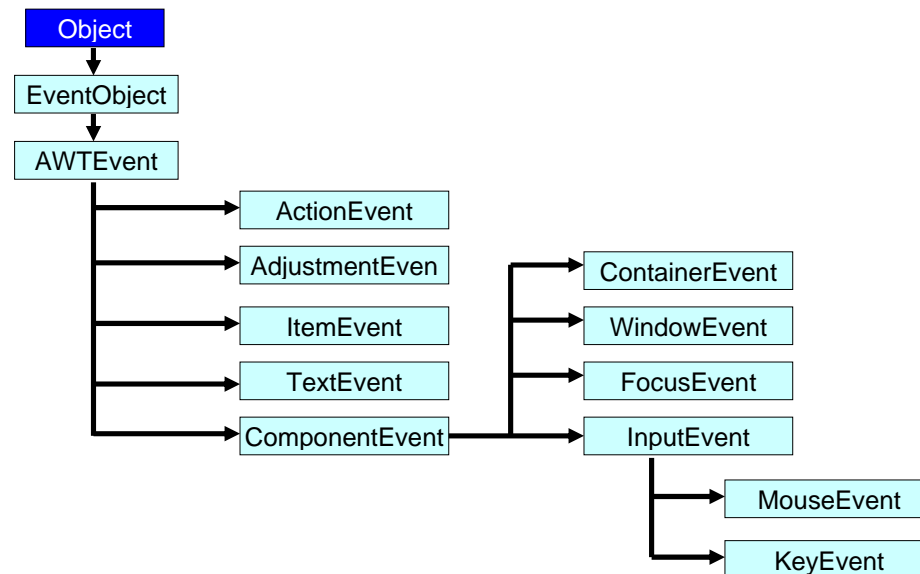 Object
EventObject
AWTEvent
ActionEvent
AdjustmentEven
ItemEvent
TextEvent
ComponentEvent
ContainerEvent
WindowEvent
FocusEvent
InputEvent
MouseEvent
KeyEvent